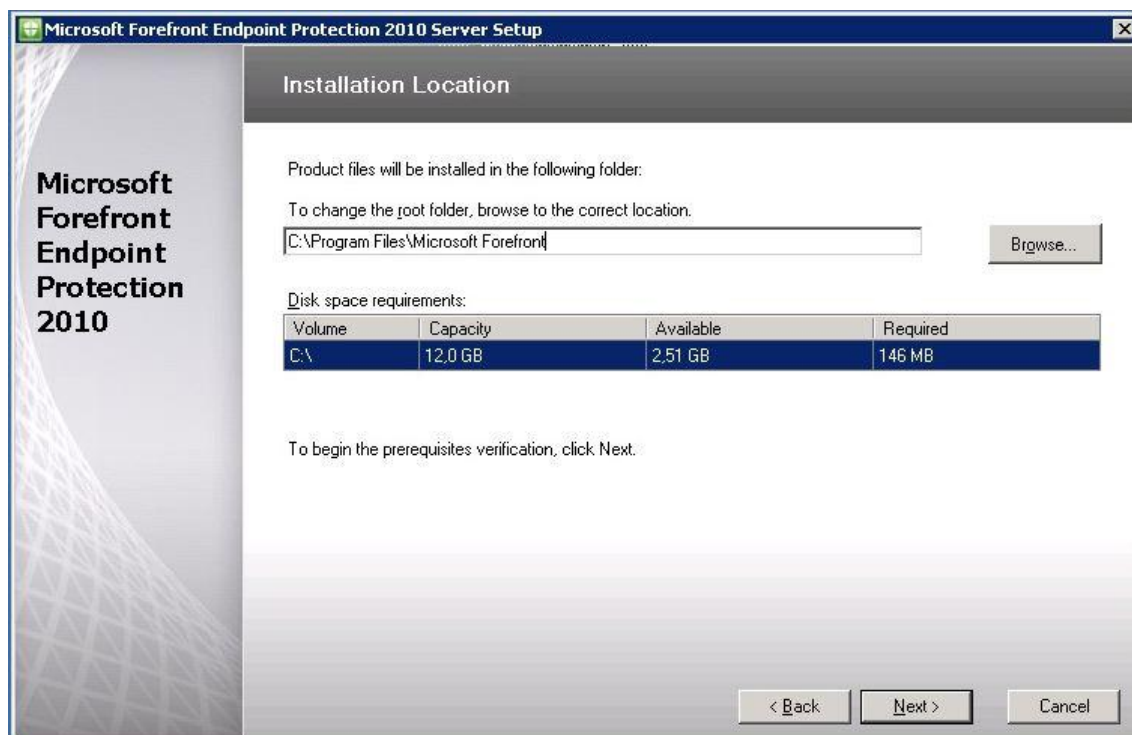 Microsoft Forefront Endpoint Protection 2010 Server Setup
Installation Location
Microsoft
Forefront
Endpoint
Protection
2010
Product files will be installed in the following folder:
To change the root folder, browse to the correct location.
C:\Program Files\Microsoft Forefront
Browse...
Disk space requirements:
Volume Capacity Available Required
C:\ 12,0 GB 2,51 GB 146 MB
To begin the prerequisites verification, click Next.
< Back Next > Cancel